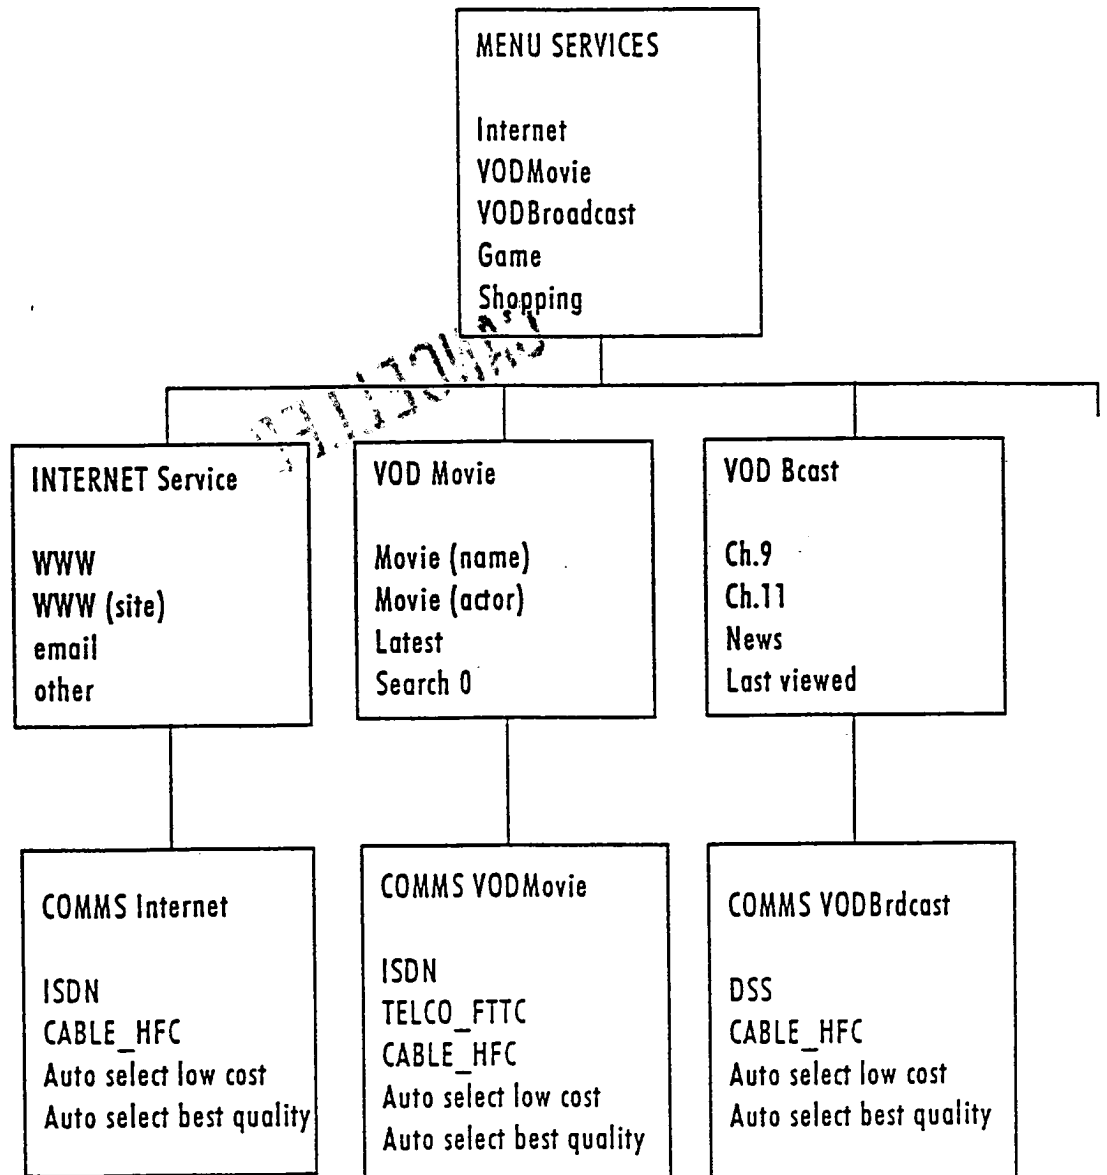 MENU SERVICES
Internet
VODMovie
VODBroadcast
Game
Shopping
CANCELLED
INTERNET Service
WWW
WWW (site)
email
other
VOD Movie
Movie (name)
Movie (actor)
Latest
Search 0
VOD Bcast
Ch.9
Ch.11
News
Last viewed
COMMS Internet
ISDN
CABLE_HFC
Auto select low cost
Auto select best quality
COMMS VODMovie
ISDN
TELCO_FTTC
CABLE_HFC
Auto select low cost
Auto select best quality
COMMS VODBrdcast
DSS
CABLE_HFC
Auto select low cost
Auto select best quality